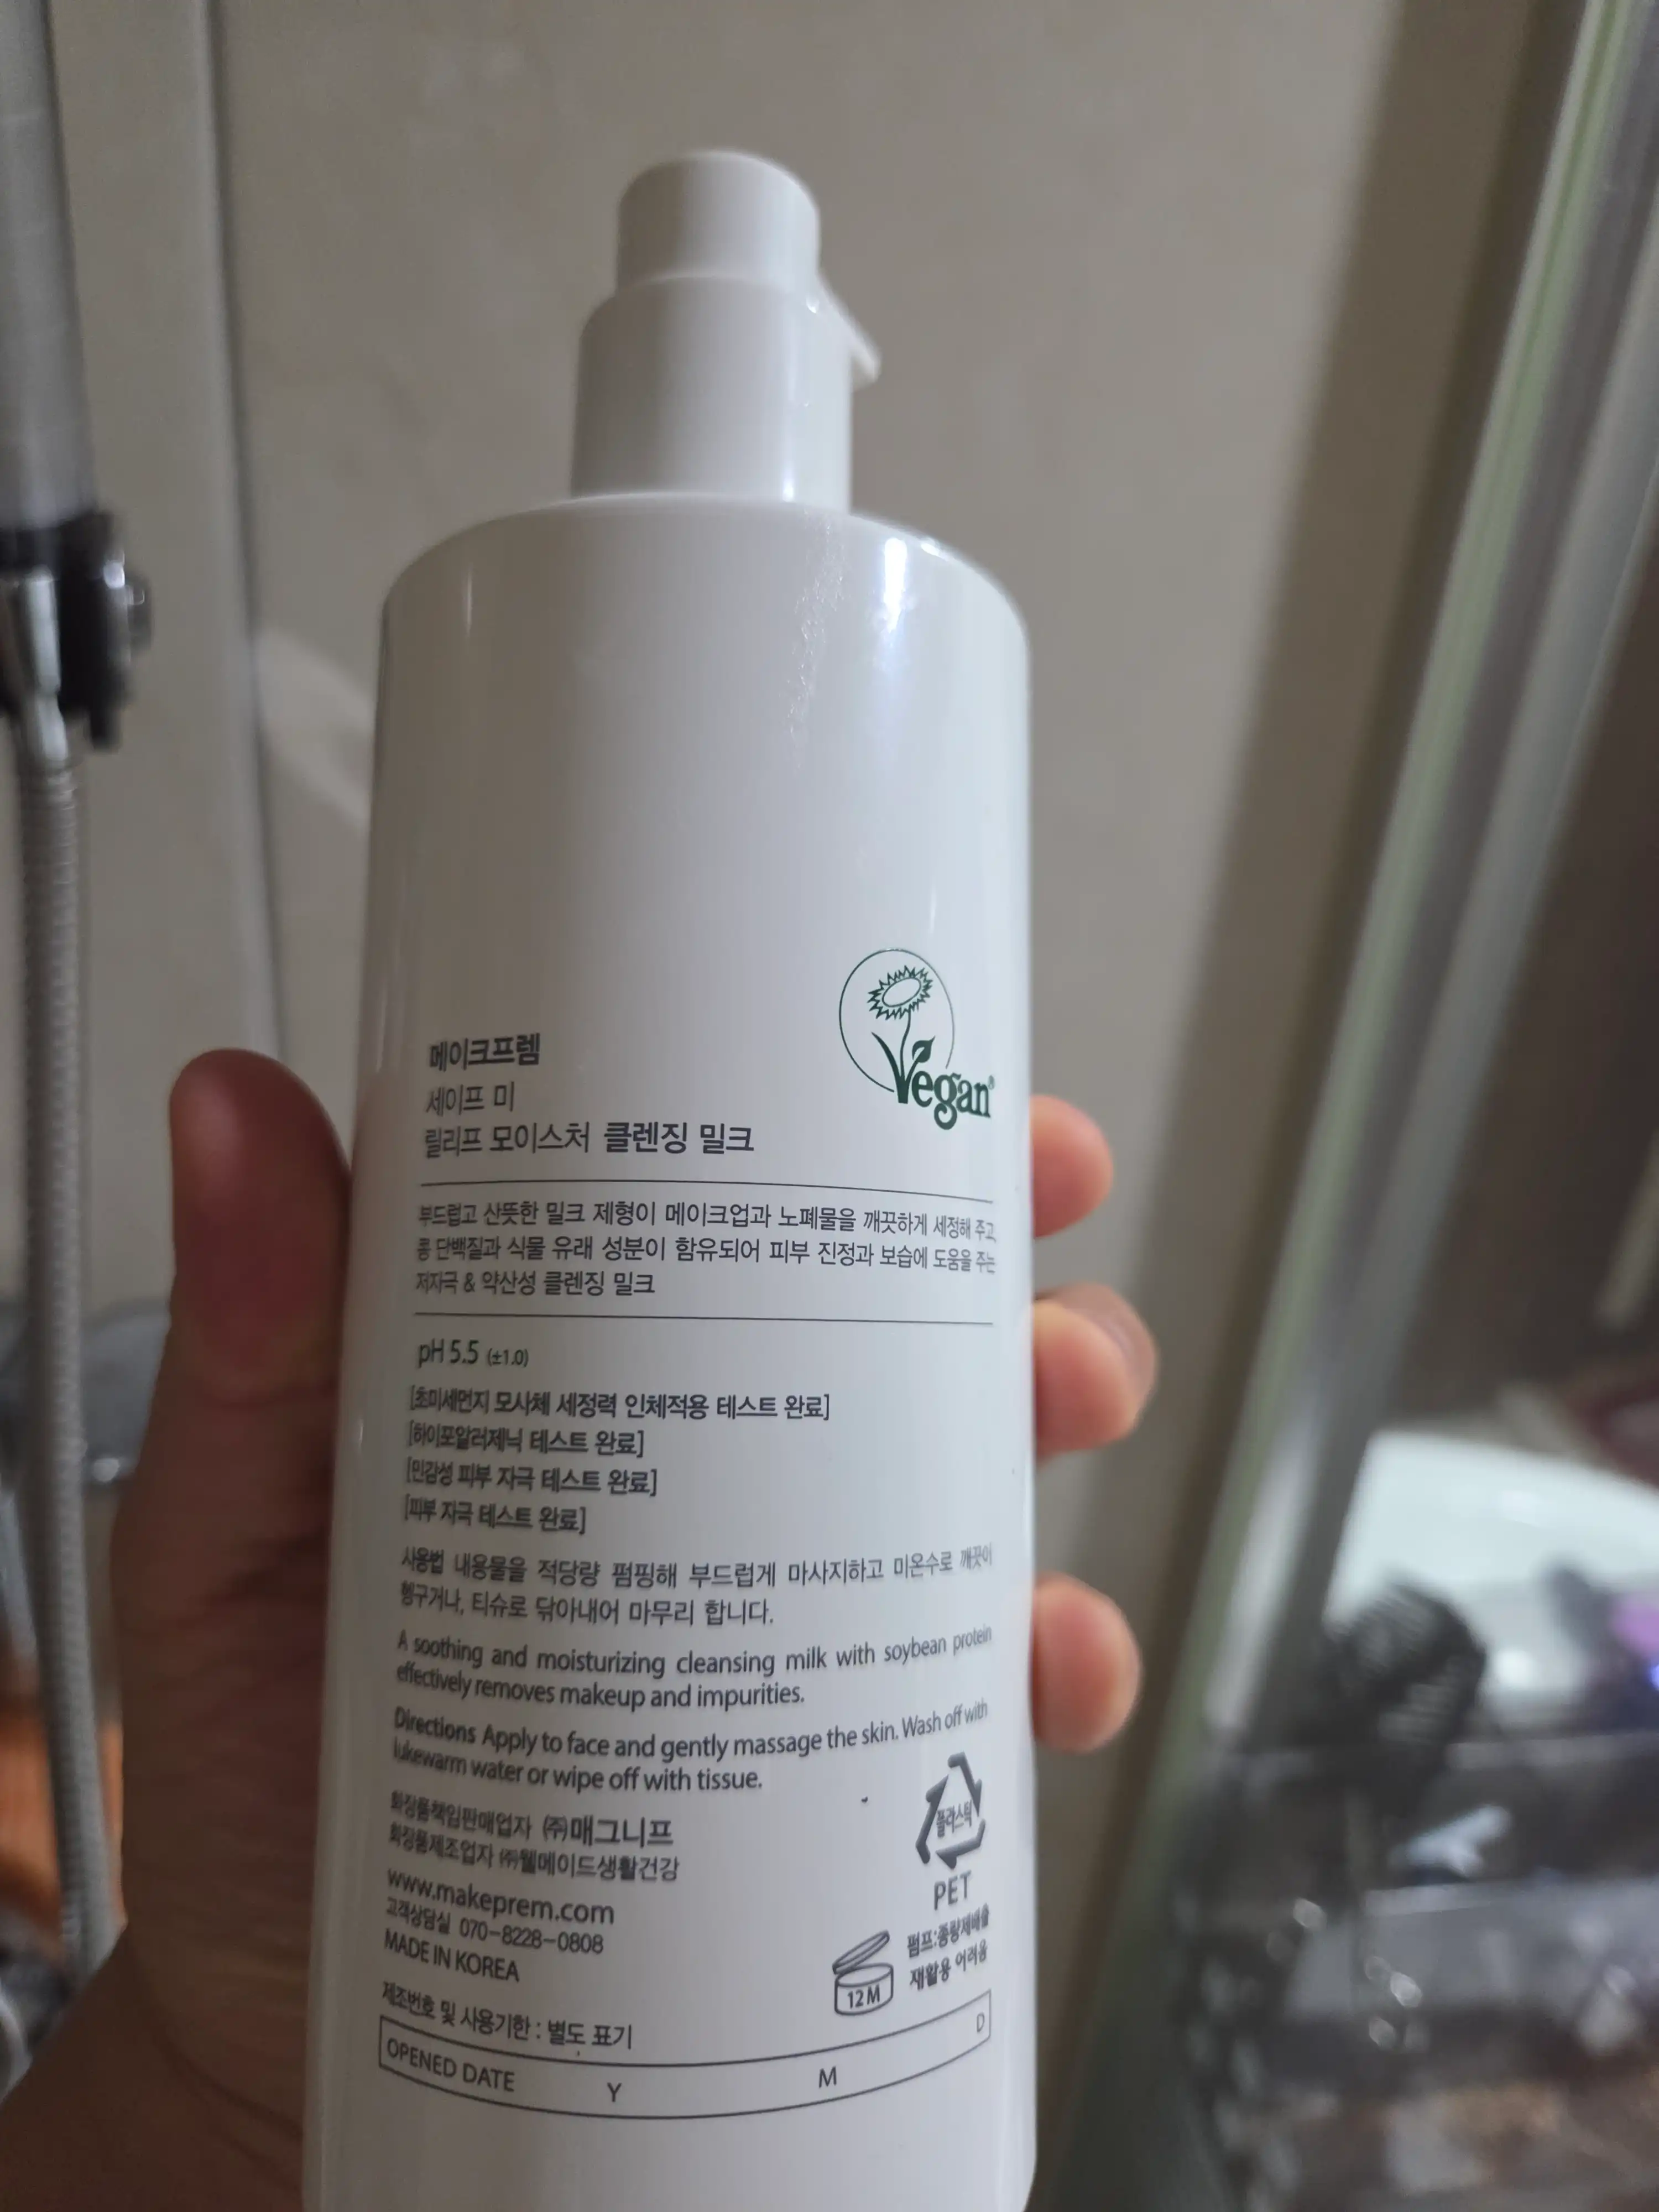 Vegan®
메이크프렘
세이프 미
릴리프 모이스처 클렌징 밀크
부드럽고 산뜻한 밀크 제형이 메이크업과 노폐물을 깨끗하게 세정해 주고,
콩 단백질과 식물 유래 성분이 함유되어 피부 진정과 보습에 도움을 주는
저자극 & 약산성 클렌징 밀크
pH 5.5 (±1.0)
[초미세먼지 모사체 세정력 인체적용 테스트 완료]
[하이포알러제닉 테스트 완료]
[민감성 피부 자극 테스트 완료]
[피부 자극 테스트 완료]
사용법 내용물을 적당량 펌핑해 부드럽게 마사지하고 미온수로 깨끗이
헹구거나, 티슈로 닦아내어 마무리 합니다.
A soothing and moisturizing cleansing milk with soybean protein
effectively removes makeup and impurities.
Directions Apply to face and gently massage the skin. Wash off with
lukewarm water or wipe off with tissue.
화장품책임판매업자 ㈜매그니프
화장품제조업자 ㈜웰메이드생활건강
www.makeprem.com
고객상담실 070-8228-0808
MADE IN KOREA
플라스틱
PET
펌프:종량제배출
재활용 어려움
12M
제조번호 및 사용기한 : 별도 표기
OPENED DATE Y M D